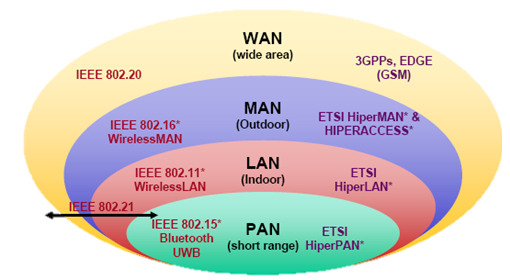 WAN
(wide area)
IEEE 802.20
3GPPs, EDGE
(GSM)
MAN
(Outdoor)
IEEE 802.16*
WirelessMAN
ETSI HiperMAN* &
HIPERACCESS*
LAN
(Indoor)
IEEE 802.11*
WirelessLAN
ETSI
HiperLAN*
IEEE 802.21
PAN
(short range)
IEEE 802.15*
Bluetooth
UWB
ETSI
HiperPAN*